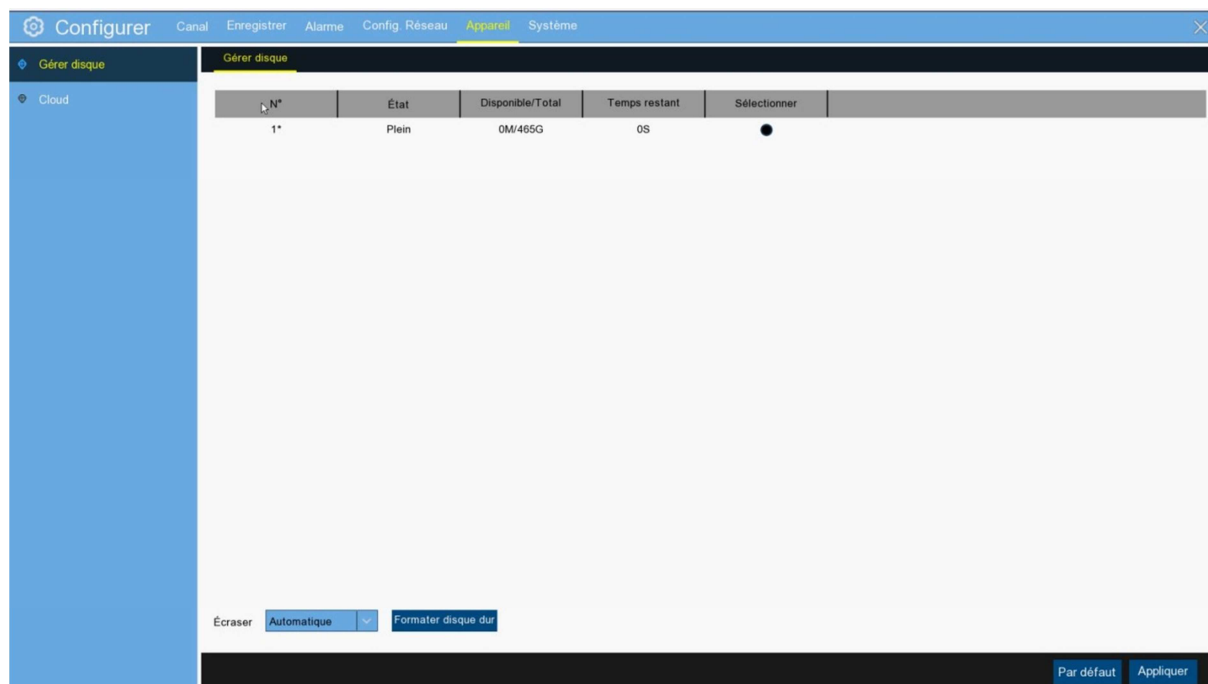 Configurer Canal Enregistrer Alarme Config. Réseau Appareil Système
Gérer disque
Cloud
Gérer disque
N° État Disponible/Total Temps restant Sélectionner
1* Plein 0M/465G 0S
Écraser Automatique Formater disque dur
Par défaut Appliquer